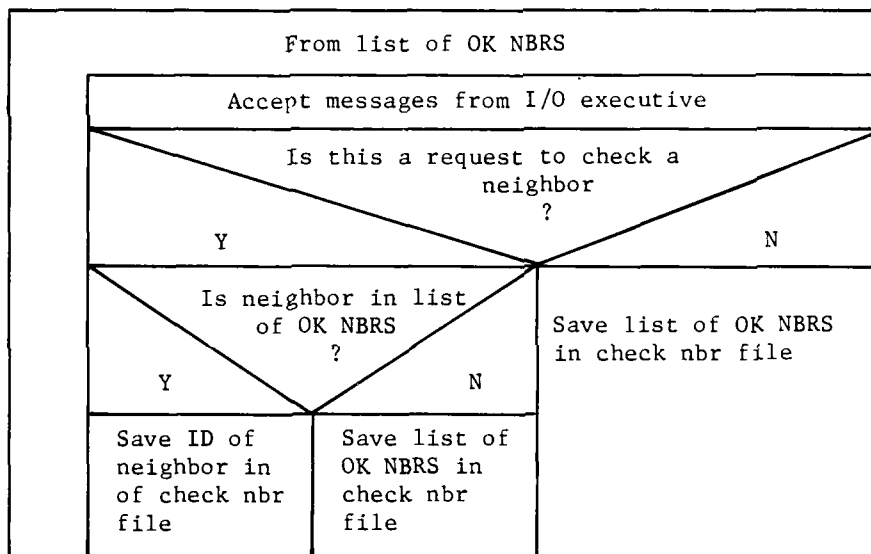 From list of OK NBRS
Accept messages from I/O executive
Is this a request to check a
neighbor
?
Y
N
Is neighbor in list
of OK NBRS
?
Y
N
Save list of OK NBRS
in check nbr file
Save ID of
neighbor in
of check nbr
file
Save list of
OK NBRS in
check nbr
file